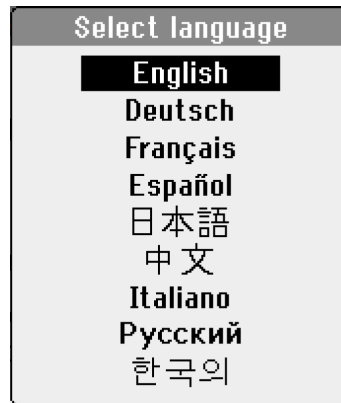 Select language
English
Deutsch
Français
Español
日本語
中文
Italiano
Русский
한국의